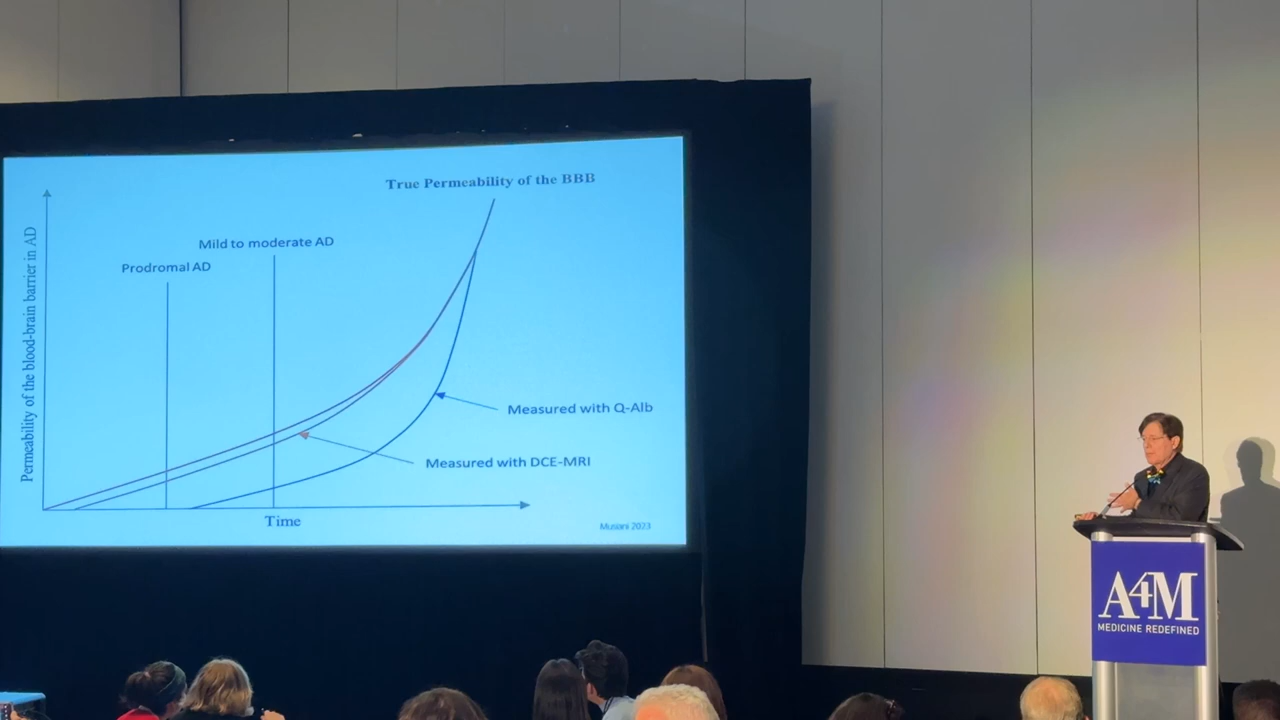 True Permeability of the BBB
Mild to moderate AD
Prodromal AD
Permeability of the blood-brain barrier in AD
Measured with Q-Alb
Measured with DCE-MRI
Time
Musiani 2023
A4M
MEDICINE REDEFINED